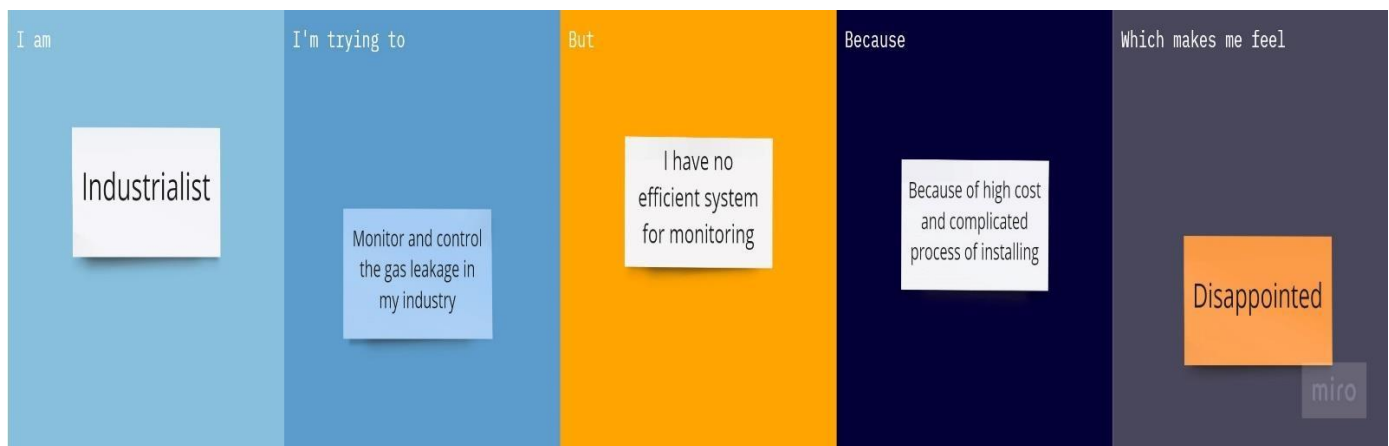 I am
Industrialist
I'm trying to
Monitor and control
the gas leakage in
my industry
But
I have no
efficient system
for monitoring
Because
Because of high cost
and complicated
process of installing
Which makes me feel
Disappointed
miro